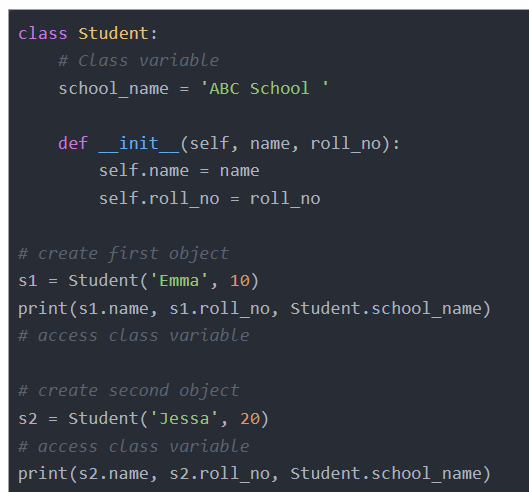 class Student:
    # Class variable
    school_name = 'ABC School '

    def __init__(self, name, roll_no):
        self.name = name
        self.roll_no = roll_no

# create first object
s1 = Student('Emma', 10)
print(s1.name, s1.roll_no, Student.school_name)
# access class variable

# create second object
s2 = Student('Jessa', 20)
# access class variable
print(s2.name, s2.roll_no, Student.school_name)